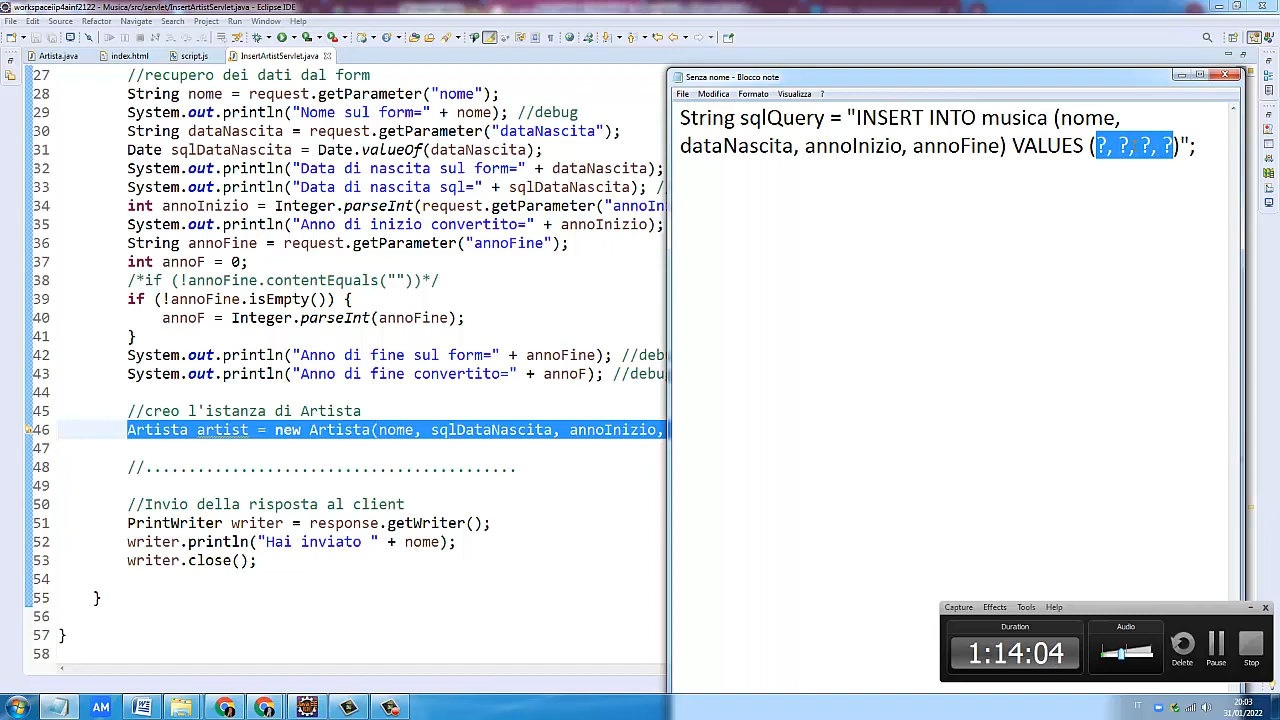 workspaceiip4ainf2122 - Musica/src/servlet/InsertArtistServlet.java - Eclipse IDE
File Edit Source Refactor Navigate Search Project Run Window Help
Artista.java index.html script.js InsertArtistServlet.java
27 //recupero dei dati dal form
28 String nome = request.getParameter("nome");
29 System.out.println("Nome sul form=" + nome); //debug
30 String dataNascita = request.getParameter("dataNascita");
31 Date sqlDataNascita = Date.valueOf(dataNascita);
32 System.out.println("Data di nascita sul form=" + dataNascita);
33 System.out.println("Data di nascita sql=" + sqlDataNascita); /
34 int annoInizio = Integer.parseInt(request.getParameter("annoIn
35 System.out.println("Anno di inizio convertito=" + annoInizio);
36 String annoFine = request.getParameter("annoFine");
37 int annoF = 0;
38 /*if (!annoFine.contentEquals(""))*/
39 if (!annoFine.isEmpty()) {
40 annoF = Integer.parseInt(annoFine);
41 }
42 System.out.println("Anno di fine sul form=" + annoFine); //deb
43 System.out.println("Anno di fine convertito=" + annoF); //debu
44
45 //creo l'istanza di Artista
46 Artista artist = new Artista(nome, sqlDataNascita, annoInizio,
47
48 //...........................................
49
50 //Invio della risposta al client
51 PrintWriter writer = response.getWriter();
52 writer.println("Hai inviato " + nome);
53 writer.close();
54
55 }
56
57 }
58
Senza nome - Blocco note
File Modifica Formato Visualizza ?
String sqlQuery = "INSERT INTO musica (nome,
dataNascita, annoInizio, annoFine) VALUES (?, ?, ?, ?)";
Capture Effects Tools Help
Duration Audio
1:14:04
Delete Pause Stop
AM
IT
20:03
31/01/2022